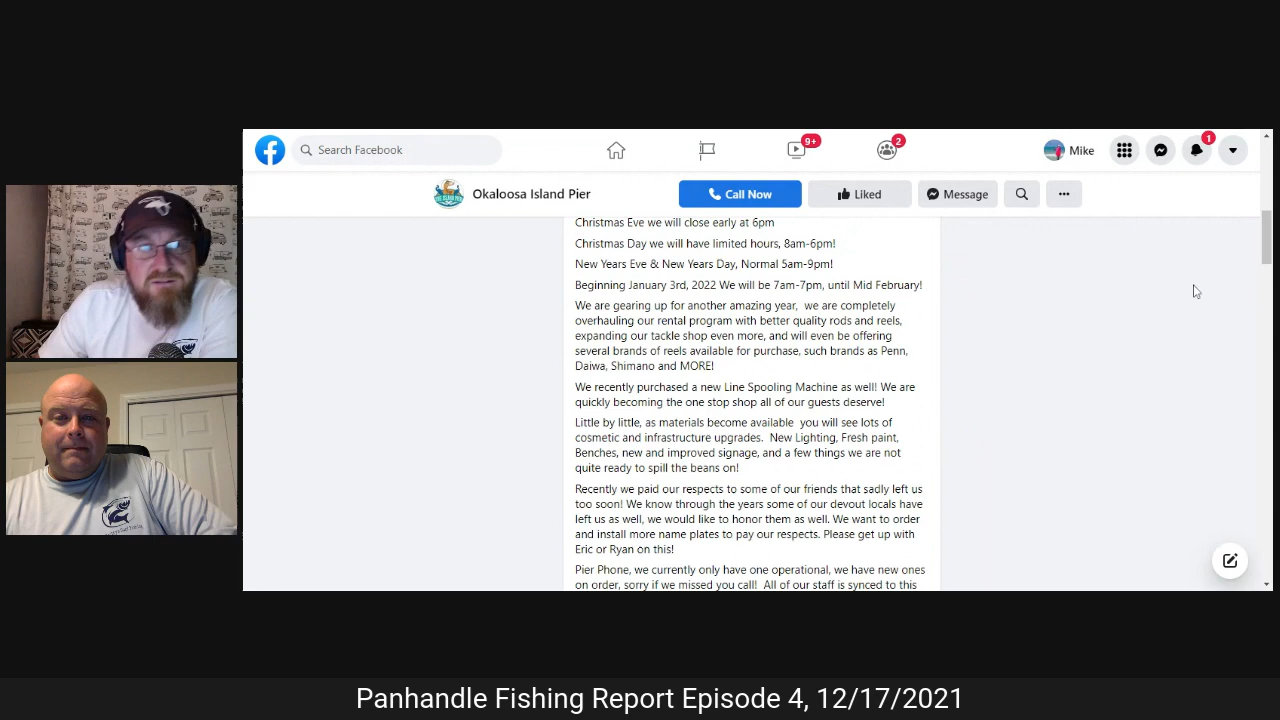 Search Facebook
9+
2
Mike
1
Okaloosa Island Pier
Call Now
Liked
Message
Christmas Eve we will close early at 6pm
Christmas Day we will have limited hours, 8am-6pm!
New Years Eve & New Years Day, Normal 5am-9pm!
Beginning January 3rd, 2022 We will be 7am-7pm, until Mid February!
We are gearing up for another amazing year, we are completely
overhauling our rental program with better quality rods and reels,
expanding our tackle shop even more, and will even be offering
several brands of reels available for purchase, such brands as Penn,
Daiwa, Shimano and MORE!
We recently purchased a new Line Spooling Machine as well! We are
quickly becoming the one stop shop all of our guests deserve!
Little by little, as materials become available you will see lots of
cosmetic and infrastructure upgrades. New Lighting, Fresh paint,
Benches, new and improved signage, and a few things we are not
quite ready to spill the beans on!
Recently we paid our respects to some of our friends that sadly left us
too soon! We know through the years some of our devout locals have
left us as well, we would like to honor them as well. We want to order
and install more name plates to pay our respects. Please get up with
Eric or Ryan on this!
Pier Phone, we currently only have one operational, we have new ones
on order, sorry if we missed you call! All of our staff is synced to this
Panhandle Fishing Report Episode 4, 12/17/2021